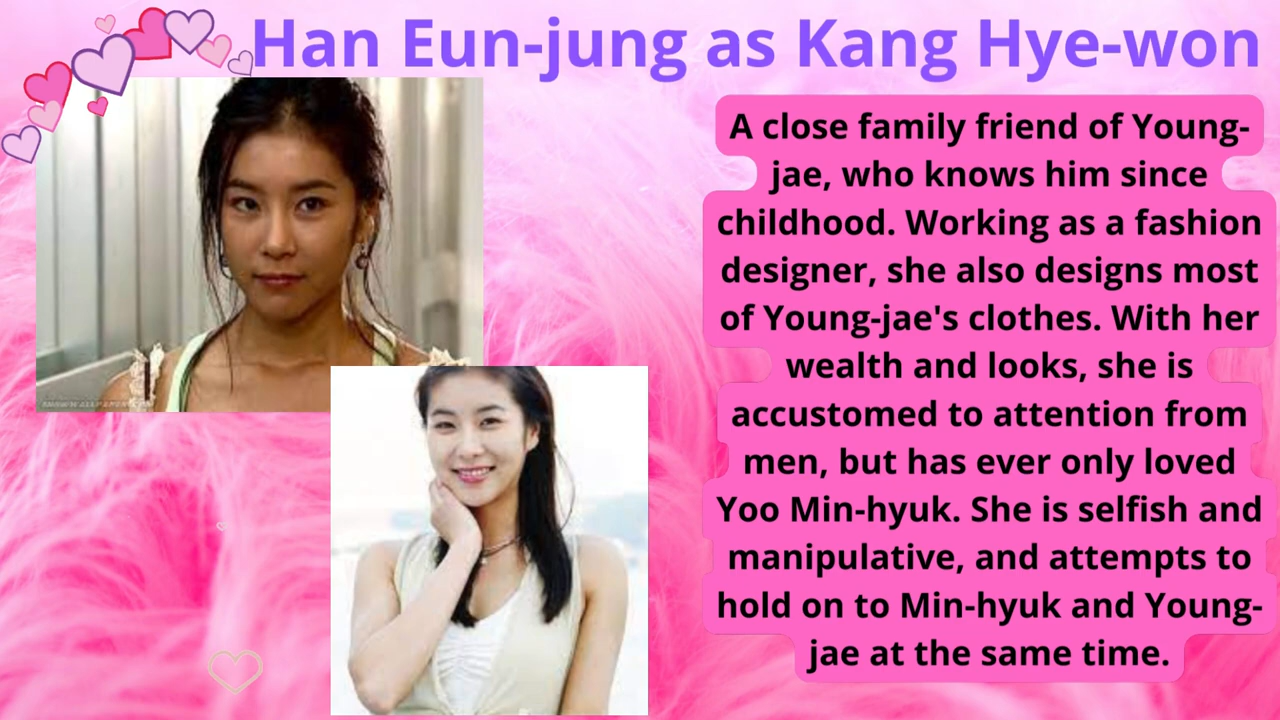 Han Eun-jung as Kang Hye-won
A close family friend of Young-
jae, who knows him since
childhood. Working as a fashion
designer, she also designs most
of Young-jae's clothes. With her
wealth and looks, she is
accustomed to attention from
men, but has ever only loved
Yoo Min-hyuk. She is selfish and
manipulative, and attempts to
hold on to Min-hyuk and Young-
jae at the same time.